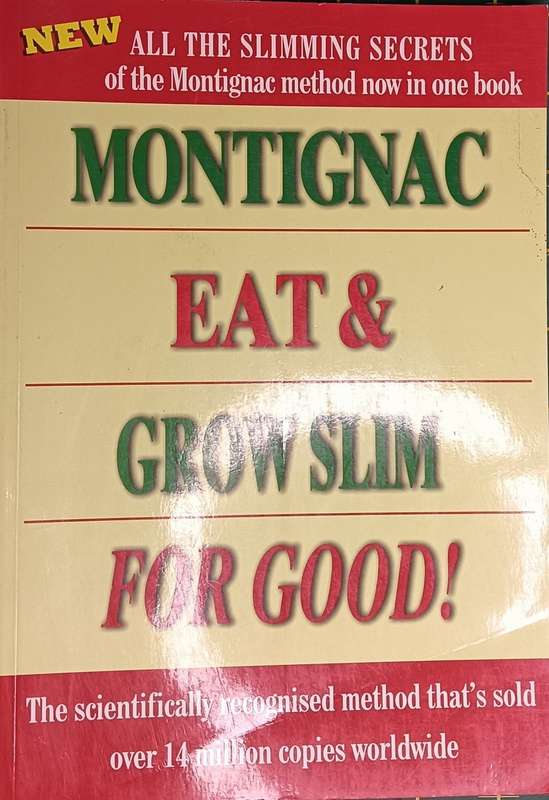 NEW
ALL THE SLIMMING SECRETS
of the Montignac method now in one book
MONTIGNAC
EAT &
GROW SLIM
FOR GOOD!
The scientifically recognised method that's sold
over 14 million copies worldwide